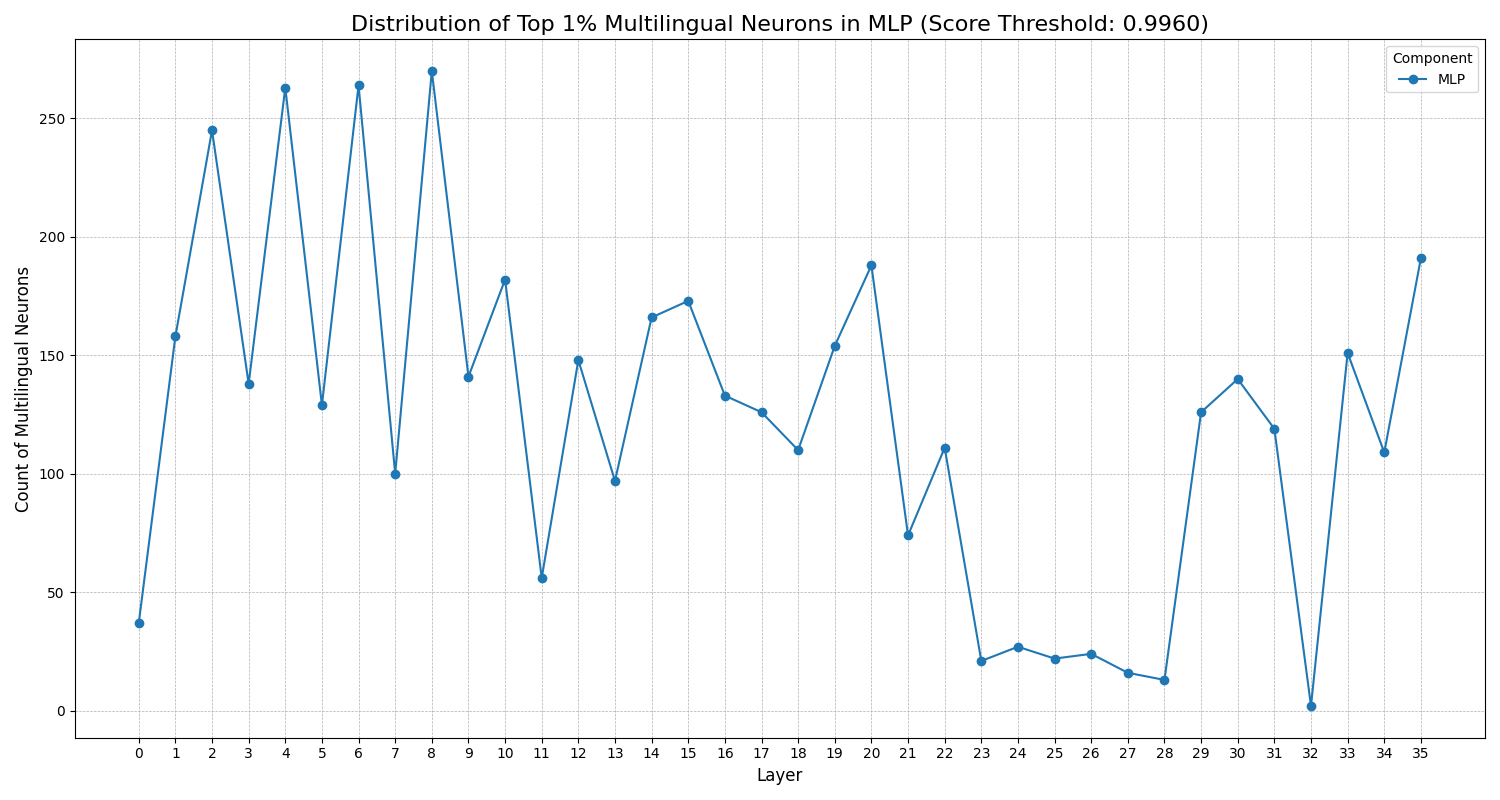 Distribution of Top 1% Multilingual Neurons in MLP (Score Threshold: 0.9960)
Component
MLP
Count of Multilingual Neurons
250
200
150
100
50
0
0 1 2 3 4 5 6 7 8 9 10 11 12 13 14 15 16 17 18 19 20 21 22 23 24 25 26 27 28 29 30 31 32 33 34 35
Layer